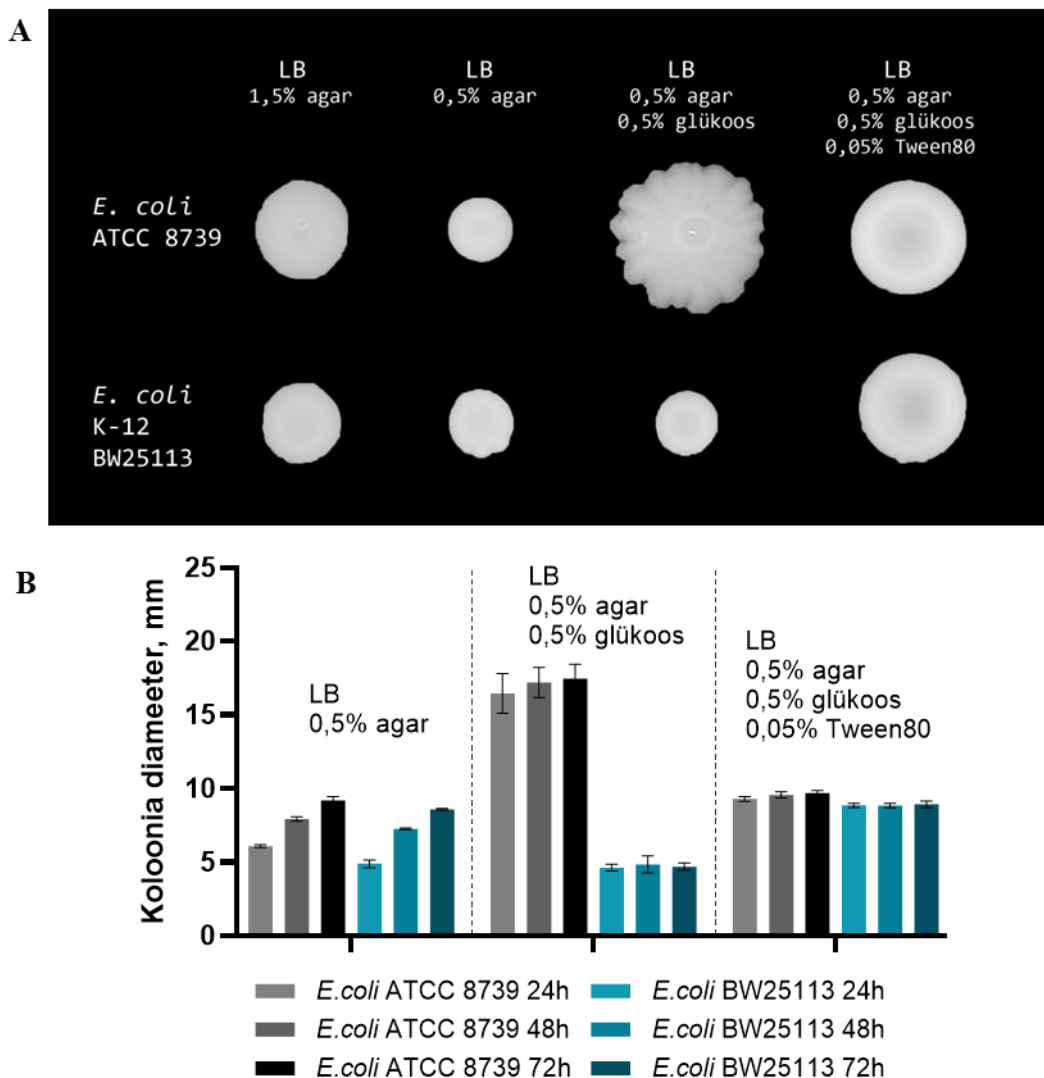 A
LB
1,5% agar
LB
0,5% agar
LB
0,5% agar
0,5% glükoos
LB
0,5% agar
0,5% glükoos
0,05% Tween80
E. coli
ATCC 8739
E. coli
K-12
BW25113
B
Koloonia diameeter, mm
25
20
15
10
5
0
LB
0,5% agar
LB
0,5% agar
0,5% glükoos
LB
0,5% agar
0,5% glükoos
0,05% Tween80
E.coli ATCC 8739 24h
E.coli BW25113 24h
E.coli ATCC 8739 48h
E.coli BW25113 48h
E.coli ATCC 8739 72h
E.coli BW25113 72h